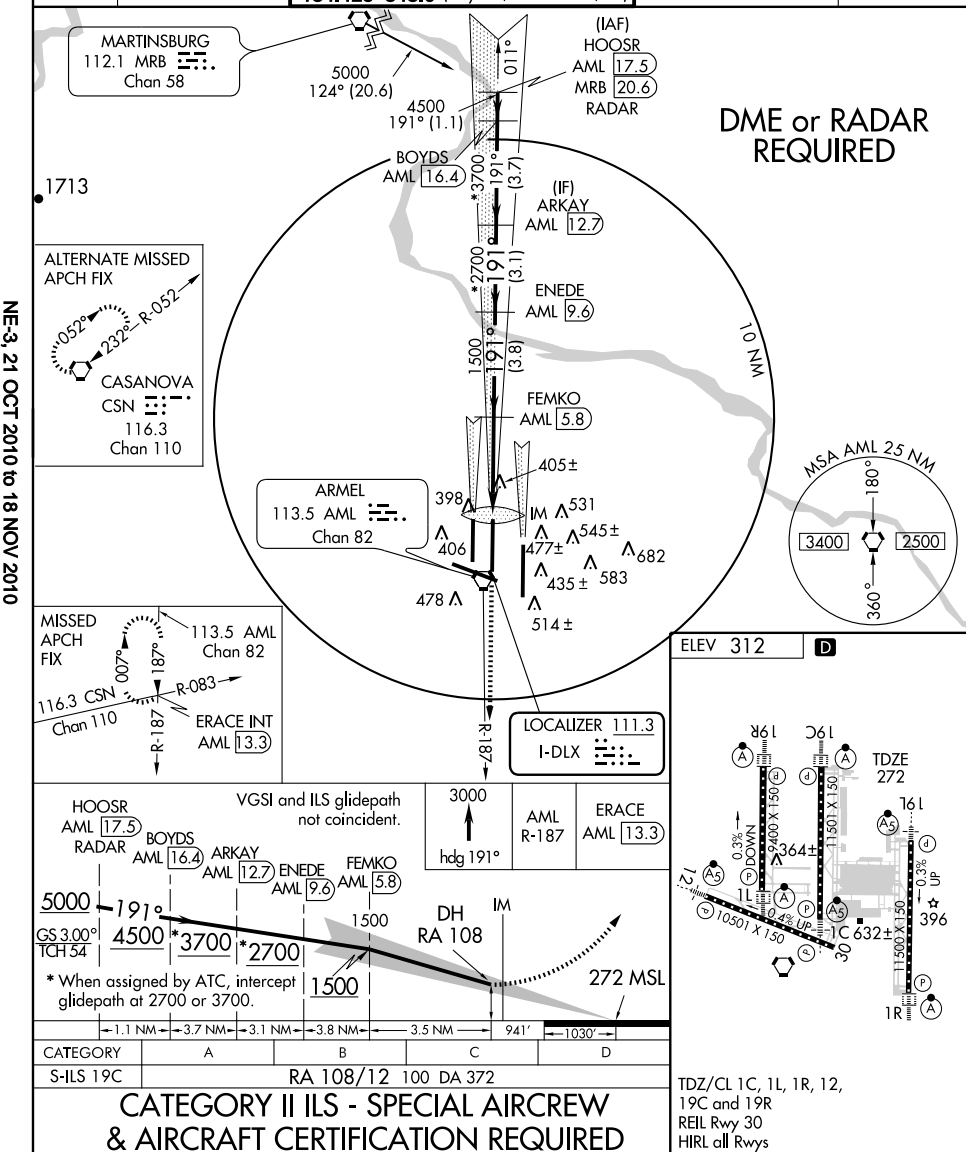 MARTINSBURG
112.1 MRB
Chan 58
5000
124° (20.6)
4500
191° (1.1)
011°
(IAF)
HOOSR
AML 17.5
MRB 20.6
RADAR
DME or RADAR
REQUIRED
BOYDS
AML 16.4
*3700
191°
(3.7)
(IF)
ARKAY
AML 12.7
1713
*2700
191°
(3.1)
ENEDE
AML 9.6
1500
191°
(3.8)
10 NM
FEMKO
AML 5.8
ALTERNATE MISSED
APCH FIX
052°
232°
R-052
CASANOVA
CSN
116.3
Chan 110
NE-3, 21 OCT 2010 to 18 NOV 2010
ARMEL
113.5 AML
Chan 82
405±
398
IM
531
406
477±
545±
682
435±
583
478
514±
MSA AML 25 NM
180°
3400
2500
360°
MISSED
APCH
FIX
007°
187°
113.5 AML
Chan 82
R-083
116.3 CSN
Chan 110
R-187
ERACE INT
AML 13.3
R-187
LOCALIZER 111.3
I-DLX
ELEV 312
D
19R
19C
19L
TDZE
272
A
A
A5
P
P
P
0.3%
DOWN
9400 X 150
11501 X 150
364±
0.3%
UP
396
12
A5
P
P
1L
A
0.4% UP
P
A5
1C
632±
10501 X 150
P
30
11500 X 150
P
1R
A
HOOSR
AML 17.5
RADAR
BOYDS
AML 16.4
ARKAY
AML 12.7
ENEDE
AML 9.6
FEMKO
AML 5.8
VGSI and ILS glidepath
not coincident.
3000
hdg 191°
AML
R-187
ERACE
AML 13.3
5000
191°
GS 3.00°
TCH 54
4500
*3700
*2700
1500
1500
DH
RA 108
IM
272 MSL
* When assigned by ATC, intercept
glidepath at 2700 or 3700.
1.1 NM
3.7 NM
3.1 NM
3.8 NM
3.5 NM
941'
1030'
CATEGORY A B C D
S-ILS 19C RA 108/12 100 DA 372
CATEGORY II ILS - SPECIAL AIRCREW
& AIRCRAFT CERTIFICATION REQUIRED
TDZ/CL 1C, 1L, 1R, 12,
19C and 19R
REIL Rwy 30
HIRL all Rwys